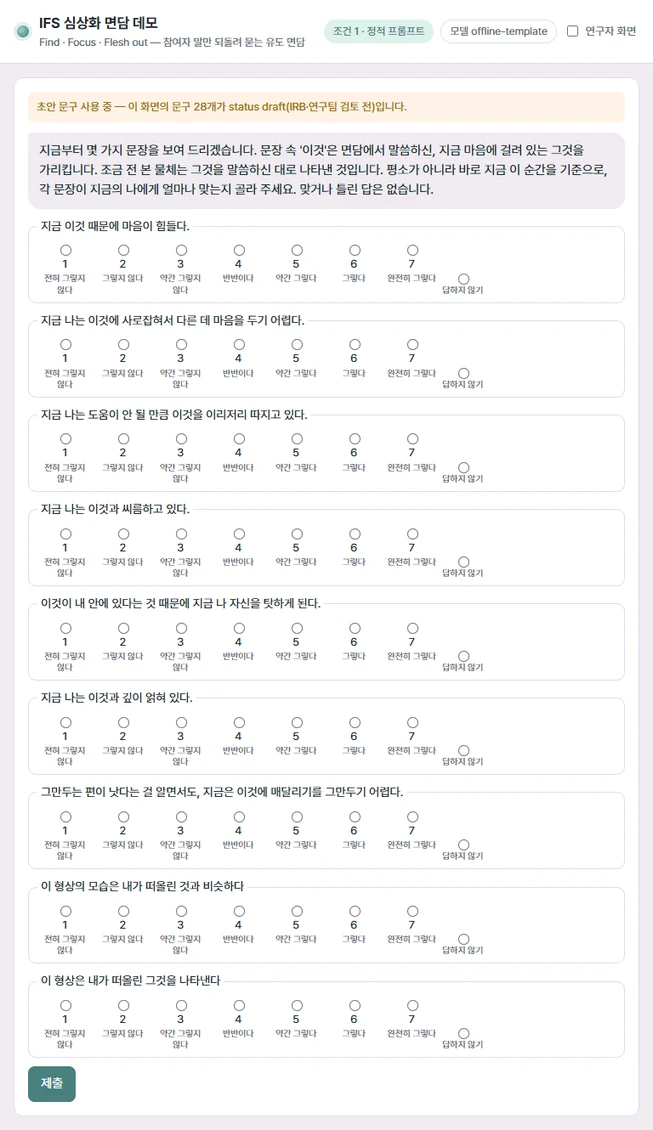 IFS 심상화 면담 데모
Find · Focus · Flesh out — 참여자 말만 되돌려 묻는 유도 면담
조건 1 · 정적 프롬프트
모델 offline-template
연구자 화면
초안 문구 사용 중 — 이 화면의 문구 28개가 status draft(IRB·연구팀 검토 전)입니다.
지금부터 몇 가지 문장을 보여 드리겠습니다. 문장 속 '이것'은 면담에서 말씀하신, 지금 마음에 걸려 있는 그것을
가리킵니다. 조금 전 본 물체는 그것을 말씀하신 대로 나타낸 것입니다. 평소가 아니라 바로 지금 이 순간을 기준으로,
각 문장이 지금의 나에게 얼마나 맞는지 골라 주세요. 맞거나 틀린 답은 없습니다.
지금 이것 때문에 마음이 힘들다.
1 2 3 4 5 6 7
전혀 그렇지 그렇지 않다 약간 그렇지 반반이다 약간 그렇다 그렇다 완전히 그렇다
않다 않다 답하지 않기
지금 나는 이것에 사로잡혀서 다른 데 마음을 두기 어렵다.
1 2 3 4 5 6 7
전혀 그렇지 그렇지 않다 약간 그렇지 반반이다 약간 그렇다 그렇다 완전히 그렇다
않다 않다 답하지 않기
지금 나는 도움이 안 될 만큼 이것을 이리저리 따지고 있다.
1 2 3 4 5 6 7
전혀 그렇지 그렇지 않다 약간 그렇지 반반이다 약간 그렇다 그렇다 완전히 그렇다
않다 않다 답하지 않기
지금 나는 이것과 씨름하고 있다.
1 2 3 4 5 6 7
전혀 그렇지 그렇지 않다 약간 그렇지 반반이다 약간 그렇다 그렇다 완전히 그렇다
않다 않다 답하지 않기
이것이 내 안에 있다는 것 때문에 지금 나 자신을 탓하게 된다.
1 2 3 4 5 6 7
전혀 그렇지 그렇지 않다 약간 그렇지 반반이다 약간 그렇다 그렇다 완전히 그렇다
않다 않다 답하지 않기
지금 나는 이것과 깊이 얽혀 있다.
1 2 3 4 5 6 7
전혀 그렇지 그렇지 않다 약간 그렇지 반반이다 약간 그렇다 그렇다 완전히 그렇다
않다 않다 답하지 않기
그만두는 편이 낫다는 걸 알면서도, 지금은 이것에 매달리기를 그만두기 어렵다.
1 2 3 4 5 6 7
전혀 그렇지 그렇지 않다 약간 그렇지 반반이다 약간 그렇다 그렇다 완전히 그렇다
않다 않다 답하지 않기
이 형상의 모습은 내가 떠올린 것과 비슷하다
1 2 3 4 5 6 7
전혀 그렇지 그렇지 않다 약간 그렇지 반반이다 약간 그렇다 그렇다 완전히 그렇다
않다 않다 답하지 않기
이 형상은 내가 떠올린 그것을 나타낸다
1 2 3 4 5 6 7
전혀 그렇지 그렇지 않다 약간 그렇지 반반이다 약간 그렇다 그렇다 완전히 그렇다
않다 않다 답하지 않기
제출